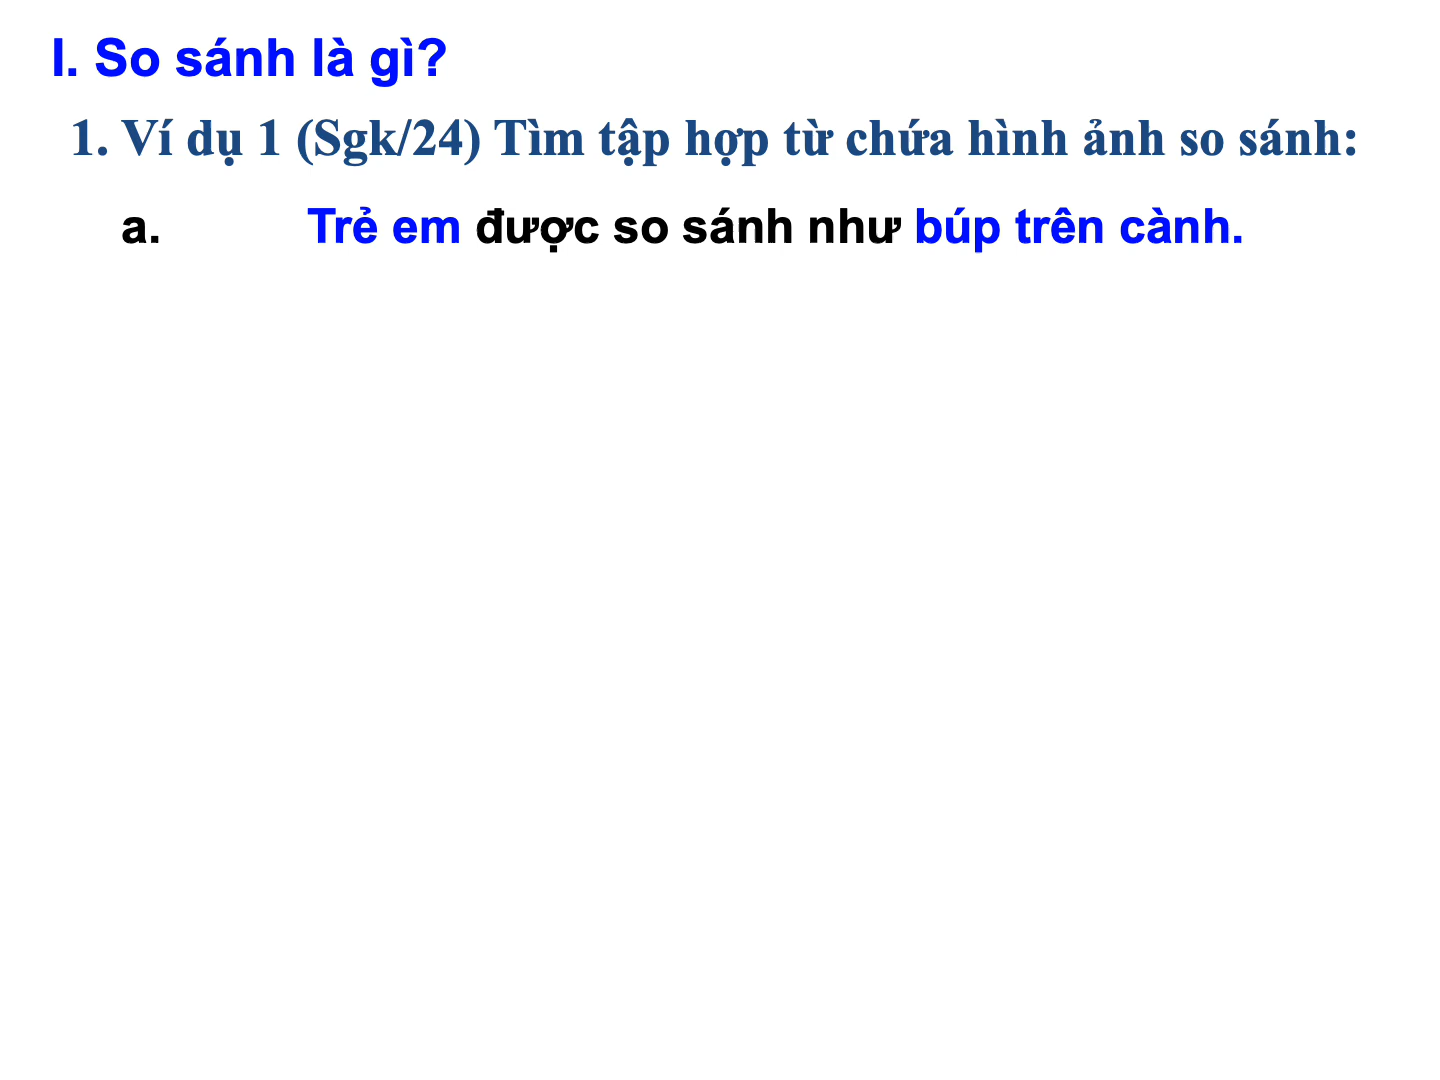 I. So sánh là gì?
1. Ví dụ 1 (Sgk/24) Tìm tập hợp từ chứa hình ảnh so sánh:
a. Trẻ em được so sánh như búp trên cành.